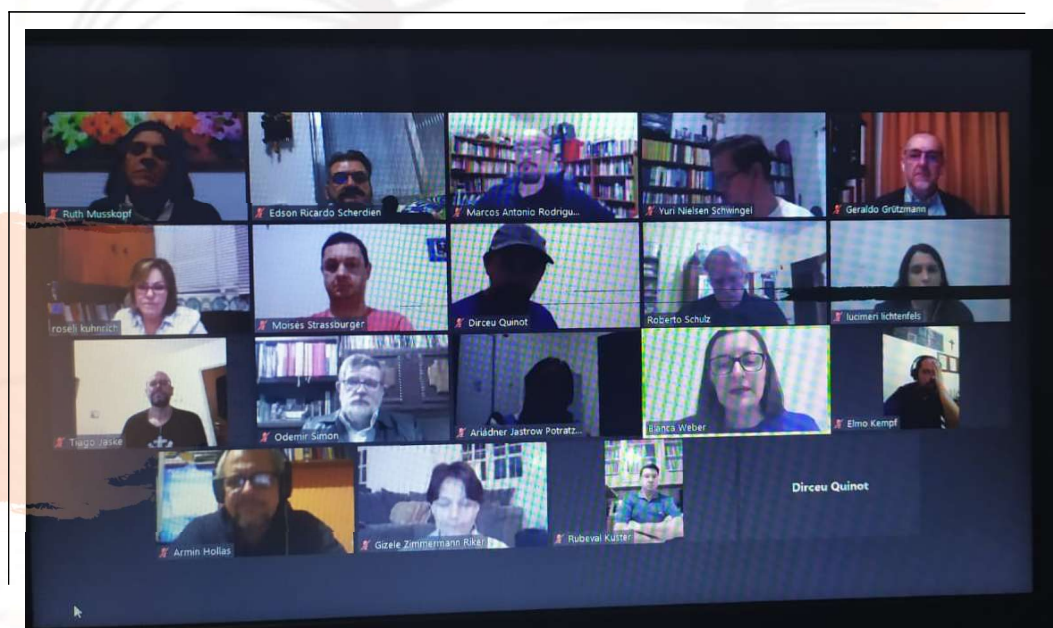 Ruth Musskopf
Edson Ricardo Scherdien
Marcos Antonio Rodrigu...
Yuri Nielsen Schwingel
Geraldo Grützmann
roseli kuhnrich
Moisés Strassburger
Dirceu Quinot
Roberto Schulz
lucimeri lichtenfels
Tiago Jaske
Odemir Simon
Ariádner Jastrow Potratz...
Bianca Weber
Elmo Kempf
Armin Hollas
Gizele Zimmermann Riker
Rubeval Kuster
Dirceu Quinot